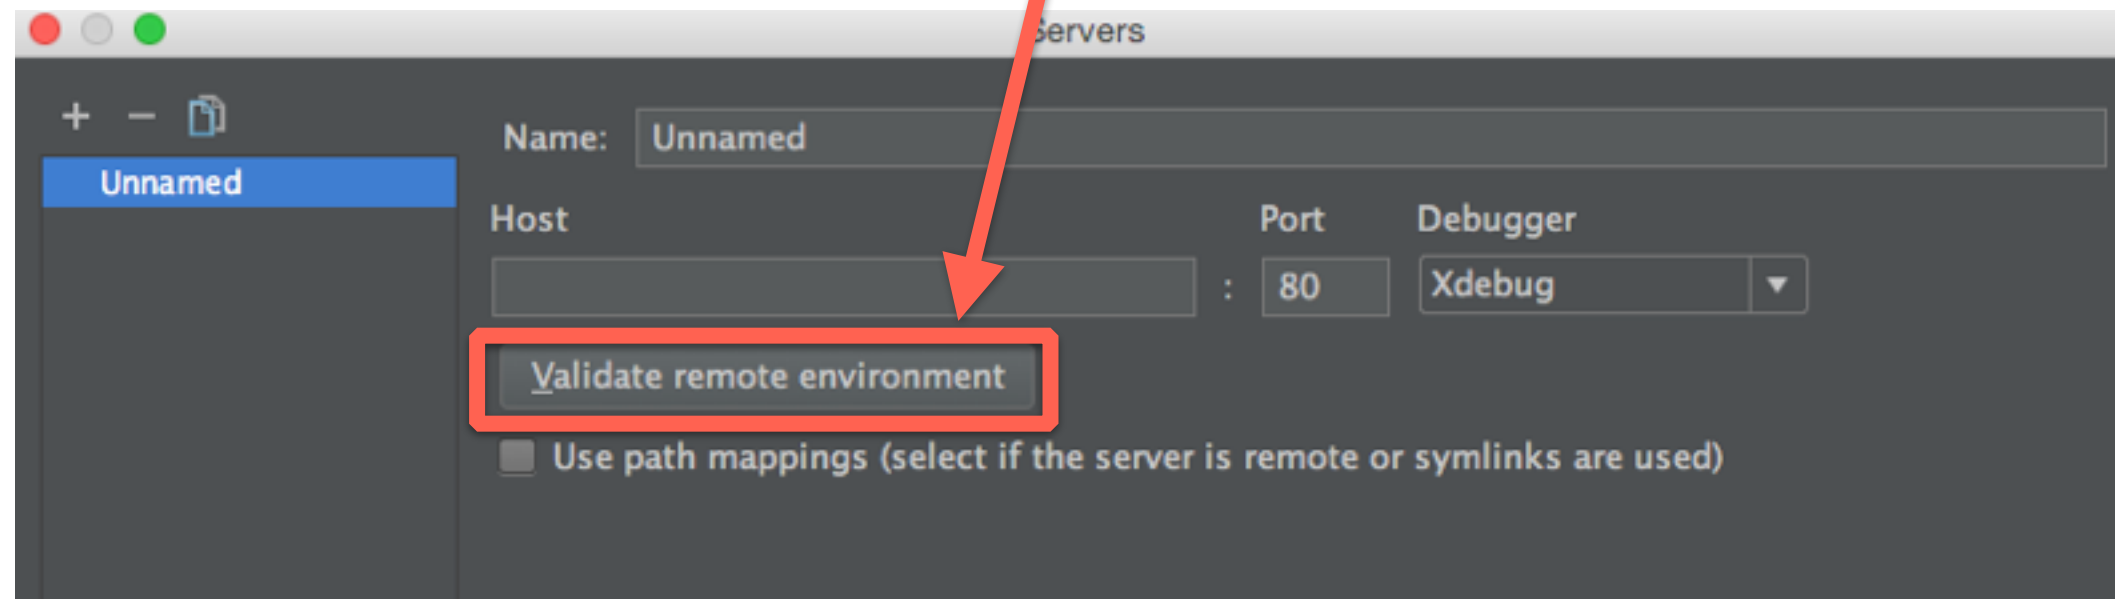 Servers
Name: Unnamed
Unnamed
Host Port Debugger
: 80 Xdebug
Validate remote environment
Use path mappings (select if the server is remote or symlinks are used)